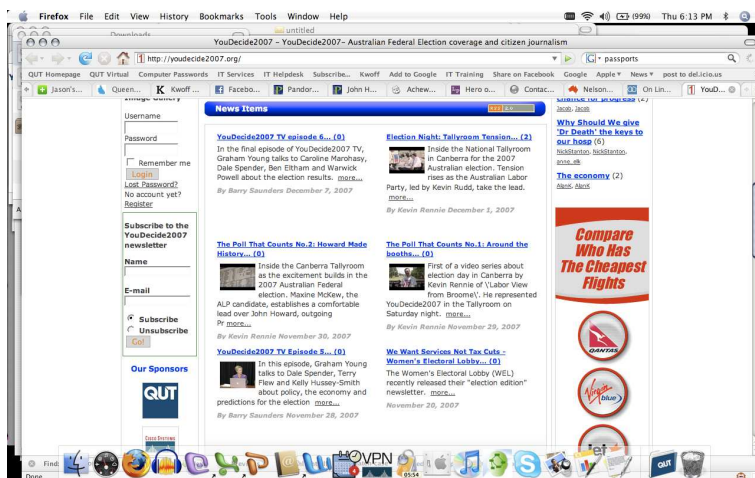 Firefox File Edit View History Bookmarks Tools Window Help
(99%) Thu 6:13 PM
Downloads
untitled
YouDecide2007 - YouDecide2007- Australian Federal Election coverage and citizen journalism
http://youdecide2007.org/
passports
QUT Homepage QUT Virtual Computer Passwords IT Services IT Helpdesk Subscribe... Kwoff Add to Google IT Training Share on Facebook Google Apple News post to del.icio.us
Jason's... Queen... Kwoff ... Facebo... Pandor... John H... Achew... Hero o... Contac... Nelson... On Lin... YouD...
Image Gallery
Username
Password
Remember me
Login
Lost Password?
No account yet?
Register
Subscribe to the
YouDecide2007
newsletter
Name
E-mail
Subscribe
Unsubscribe
Go!
Our Sponsors
QUT
CISCO SYSTEMS
News Items
YouDecide2007 TV episode 6... (0)
In the final episode of YouDecide2007 TV,
Graham Young talks to Caroline Marohasy,
Dale Spender, Ben Eltham and Warwick
Powell about the election results. more...
By Barry Saunders December 7, 2007
Election Night: Tallyroom Tension... (2)
Inside the National Tallyroom
in Canberra for the 2007
Australian election. Tension
rises as the Australian Labor
Party, led by Kevin Rudd, take the lead.
more...
By Kevin Rennie December 1, 2007
The Poll That Counts No.2: Howard Made
History... (0)
Inside the Canberra Tallyroom
as the excitement builds in the
2007 Australian Federal
election. Maxine McKew, the
ALP candidate, establishes a comfortable
lead over John Howard, outgoing
Pr more...
By Kevin Rennie November 30, 2007
The Poll That Counts No.1: Around the
booths... (0)
First of a video series about
election day in Canberra by
Kevin Rennie of \'Labor View
from Broome\'. He represented
YouDecide2007 in the Tallyroom on
Saturday night. more...
By Kevin Rennie November 29, 2007
YouDecide2007 TV Episode 5... (0)
In this episode, Graham Young
talks to Dale Spender, Terry
Flew and Kelly Hussey-Smith
about policy, the economy and
predictions for the election more...
By Barry Saunders November 28, 2007
We Want Services Not Tax Cuts -
Women's Electoral Lobby... (0)
The Women's Electoral Lobby (WEL)
recently released their "election edition"
newsletter. more...
November 20, 2007
chance for progress (2)
Jacob, Jacob
Why Should We give
'Dr Death' the keys to
our hosp (6)
NickStanton, NickStanton,
anne_elk
The economy (2)
AlanK, AlanK
Compare
Who Has
The Cheapest
Flights
QANTAS
Virgin
blue
Jet
Find:
Done
VPN
05:54
QUT